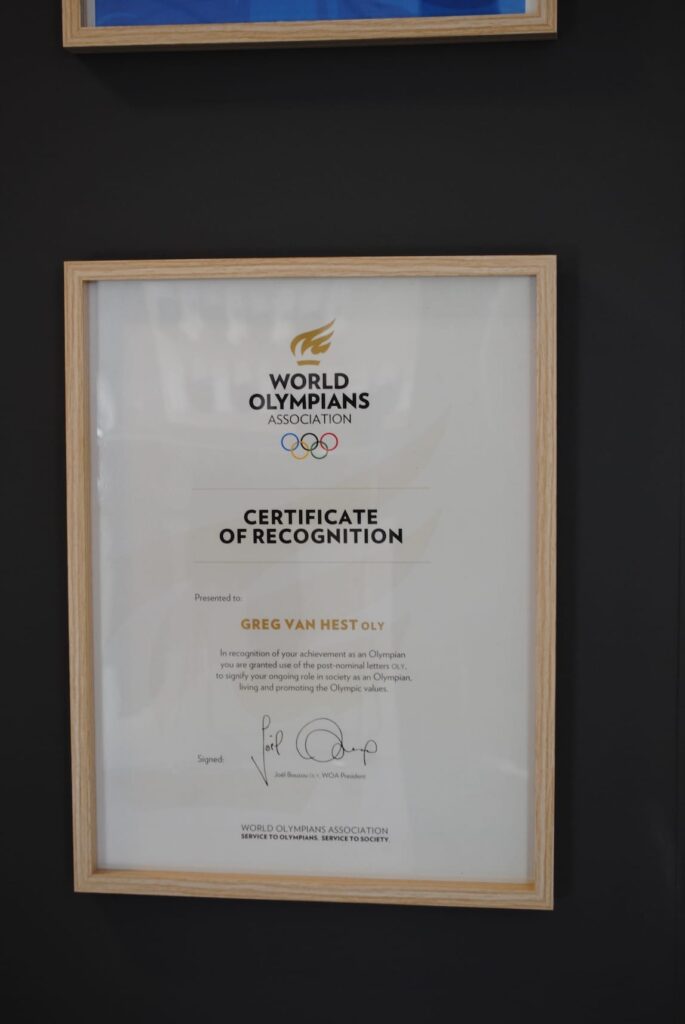 WORLD
OLYMPIANS
ASSOCIATION
CERTIFICATE
OF RECOGNITION
Presented to:
GREG VAN HEST OLY
In recognition of your achievement as an Olympian
you are granted use of the post-nominal letters OLY,
to signify your ongoing role in society as an Olympian,
living and promoting the Olympic values.
Signed:
Joël Bouzou OLY, WOA President
WORLD OLYMPIANS ASSOCIATION
SERVICE TO OLYMPIANS. SERVICE TO SOCIETY.